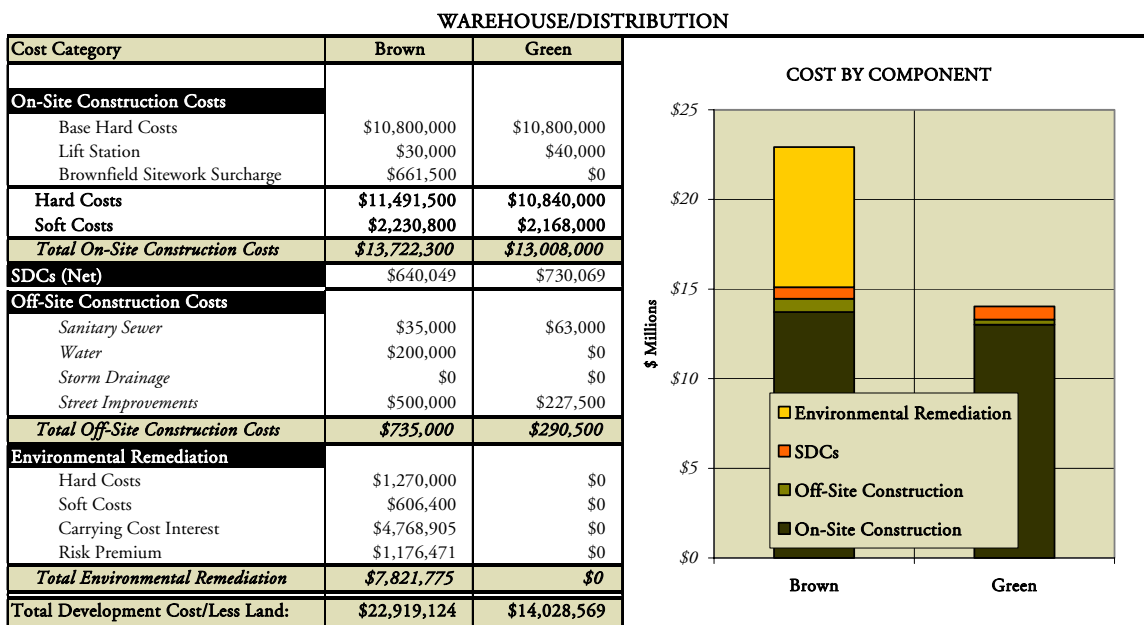 WAREHOUSE/DISTRIBUTION
Cost Category Brown Green
On-Site Construction Costs
Base Hard Costs $10,800,000 $10,800,000
Lift Station $30,000 $40,000
Brownfield Sitework Surcharge $661,500 $0
Hard Costs $11,491,500 $10,840,000
Soft Costs $2,230,800 $2,168,000
Total On-Site Construction Costs $13,722,300 $13,008,000
SDCs (Net) $640,049 $730,069
Off-Site Construction Costs
Sanitary Sewer $35,000 $63,000
Water $200,000 $0
Storm Drainage $0 $0
Street Improvements $500,000 $227,500
Total Off-Site Construction Costs $735,000 $290,500
Environmental Remediation
Hard Costs $1,270,000 $0
Soft Costs $606,400 $0
Carrying Cost Interest $4,768,905 $0
Risk Premium $1,176,471 $0
Total Environmental Remediation $7,821,775 $0
Total Development Cost/Less Land: $22,919,124 $14,028,569
COST BY COMPONENT
$25
$20
$15
$10
$5
$0
$ Millions
Environmental Remediation
SDCs
Off-Site Construction
On-Site Construction
Brown Green